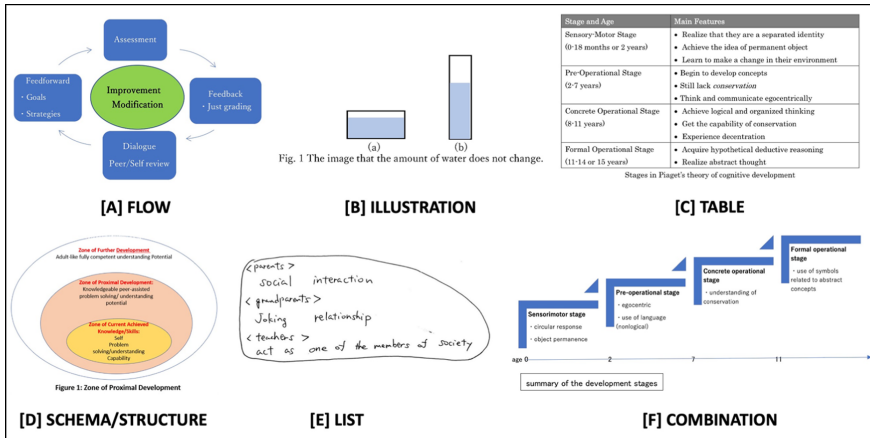 Assessment
Feedforward
・Goals
・Strategies
Improvement
Modification
Feedback
・Just grading
Dialogue
Peer/Self review
[A] FLOW
(a)
(b)
Fig. 1 The image that the amount of water does not change.
[B] ILLUSTRATION
Stage and Age
Main Features
Sensory-Motor Stage
(0-18 months or 2 years)
• Realize that they are a separated identity
• Achieve the idea of permanent object
• Learn to make a change in their environment
Pre-Operational Stage
(2-7 years)
• Begin to develop concepts
• Still lack conservation
• Think and communicate egocentrically
Concrete Operational Stage
(8-11 years)
• Achieve logical and organized thinking
• Get the capability of conservation
• Experience decentration
Formal Operational Stage
(11-14 or 15 years)
• Acquire hypothetical deductive reasoning
• Realize abstract thought
Stages in Piaget's theory of cognitive development
[C] TABLE
Zone of Further Development
Adult-like fully competent understanding Potential
Zone of Proximal Development:
Knowledgeable peer-assisted
problem solving/ understanding
potential
Zone of Current Achieved
Knowledge/Skills:
Self
Problem
solving/understanding
Capability
Figure 1: Zone of Proximal Development
[D] SCHEMA/STRUCTURE
<parents>
social interaction
<grandparents>
Joking relationship
<teachers>
act as one of the members of society
[E] LIST
Sensorimotor stage
・circular response
・object permanence
Pre-operational stage
・egocentric
・use of language
(nonlogical)
Concrete operational
stage
・understanding of
conservation
Formal operational
stage
・use of symbols
related to abstract
concepts
age 0
2
7
11
summary of the development stages
[F] COMBINATION